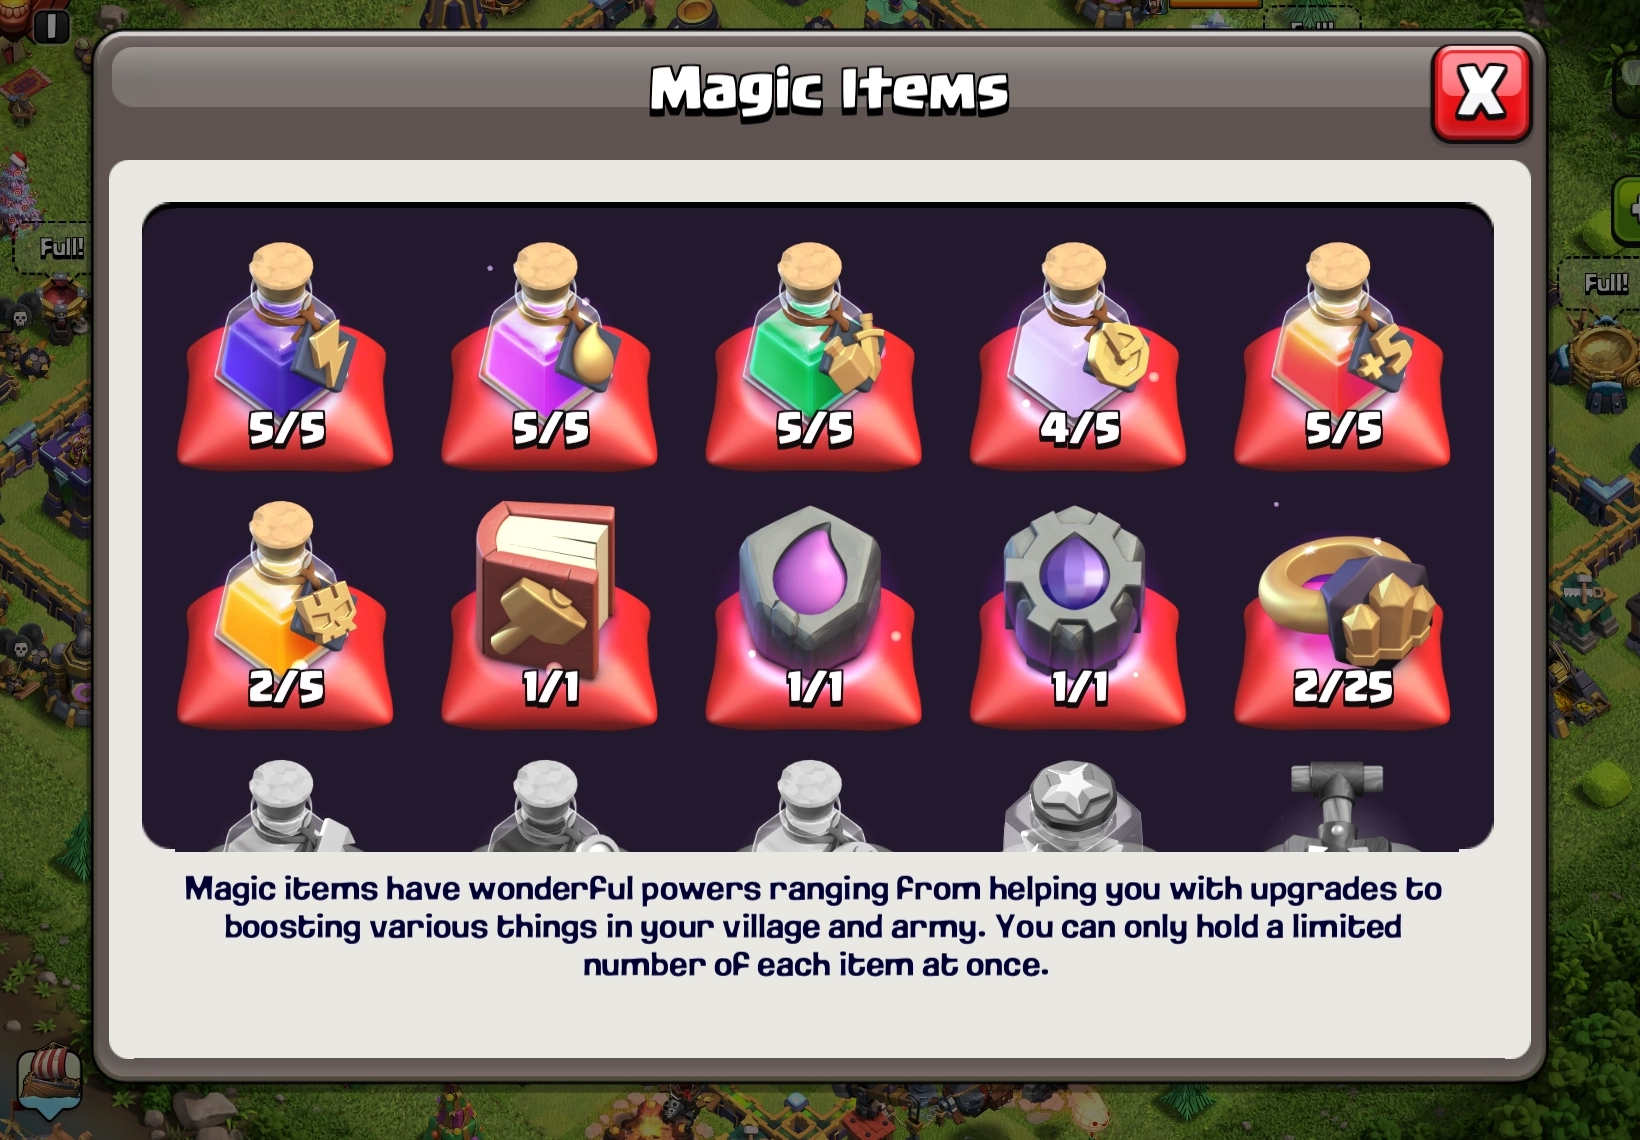 Magic Items
X
Full!
Full!
Full!
5/5
5/5
5/5
4/5
+5
5/5
2/5
1/1
1/1
1/1
2/25
Magic items have wonderful powers ranging from helping you with upgrades to
boosting various things in your village and army. You can only hold a limited
number of each item at once.